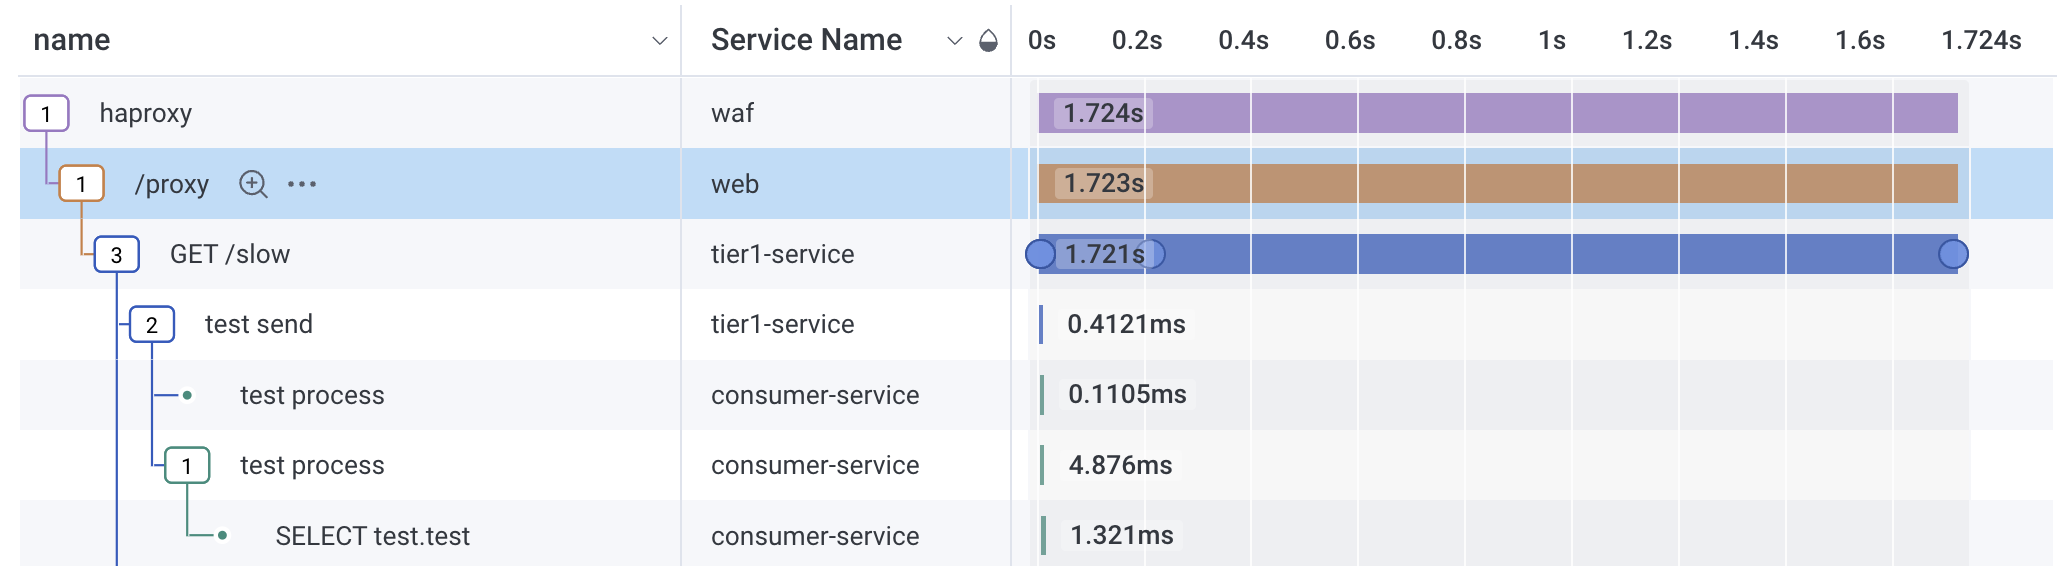 name Service Name 0s 0.2s 0.4s 0.6s 0.8s 1s 1.2s 1.4s 1.6s 1.724s
1 haproxy waf 1.724s
1 /proxy web 1.723s
3 GET /slow tier1-service 1.721s
2 test send tier1-service 0.4121ms
test process consumer-service 0.1105ms
1 test process consumer-service 4.876ms
SELECT test.test consumer-service 1.321ms